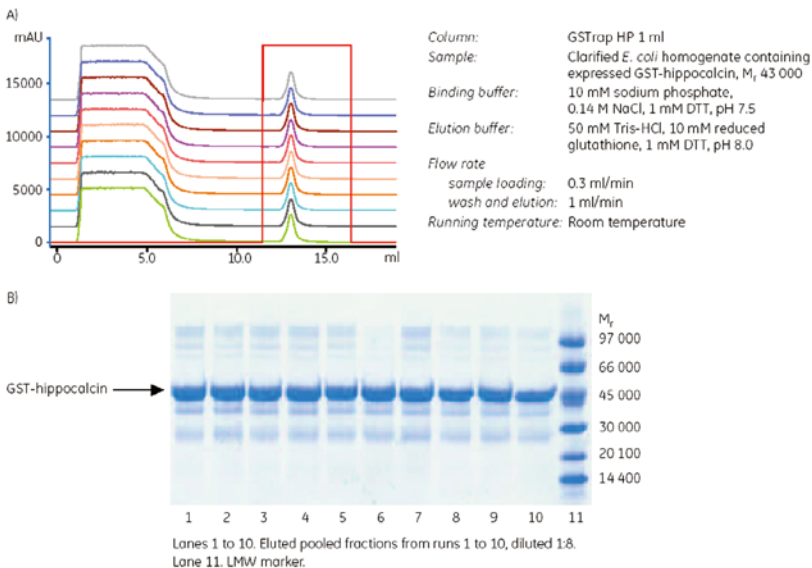 A)
mAU
15000
10000
5000
0
0 5.0 10.0 15.0 ml
Column: GSTrap HP 1 ml
Sample: Clarified E. coli homogenate containing
expressed GST-hippocalcin, Mr 43 000
Binding buffer: 10 mM sodium phosphate,
0.14 M NaCl, 1 mM DTT, pH 7.5
Elution buffer: 50 mM Tris-HCl, 10 mM reduced
glutathione, 1 mM DTT, pH 8.0
Flow rate
sample loading: 0.3 ml/min
wash and elution: 1 ml/min
Running temperature: Room temperature
B)
Mr
97 000
66 000
GST-hippocalcin
45 000
30 000
20 100
14 400
1 2 3 4 5 6 7 8 9 10 11
Lanes 1 to 10. Eluted pooled fractions from runs 1 to 10, diluted 1:8.
Lane 11. LMW marker.